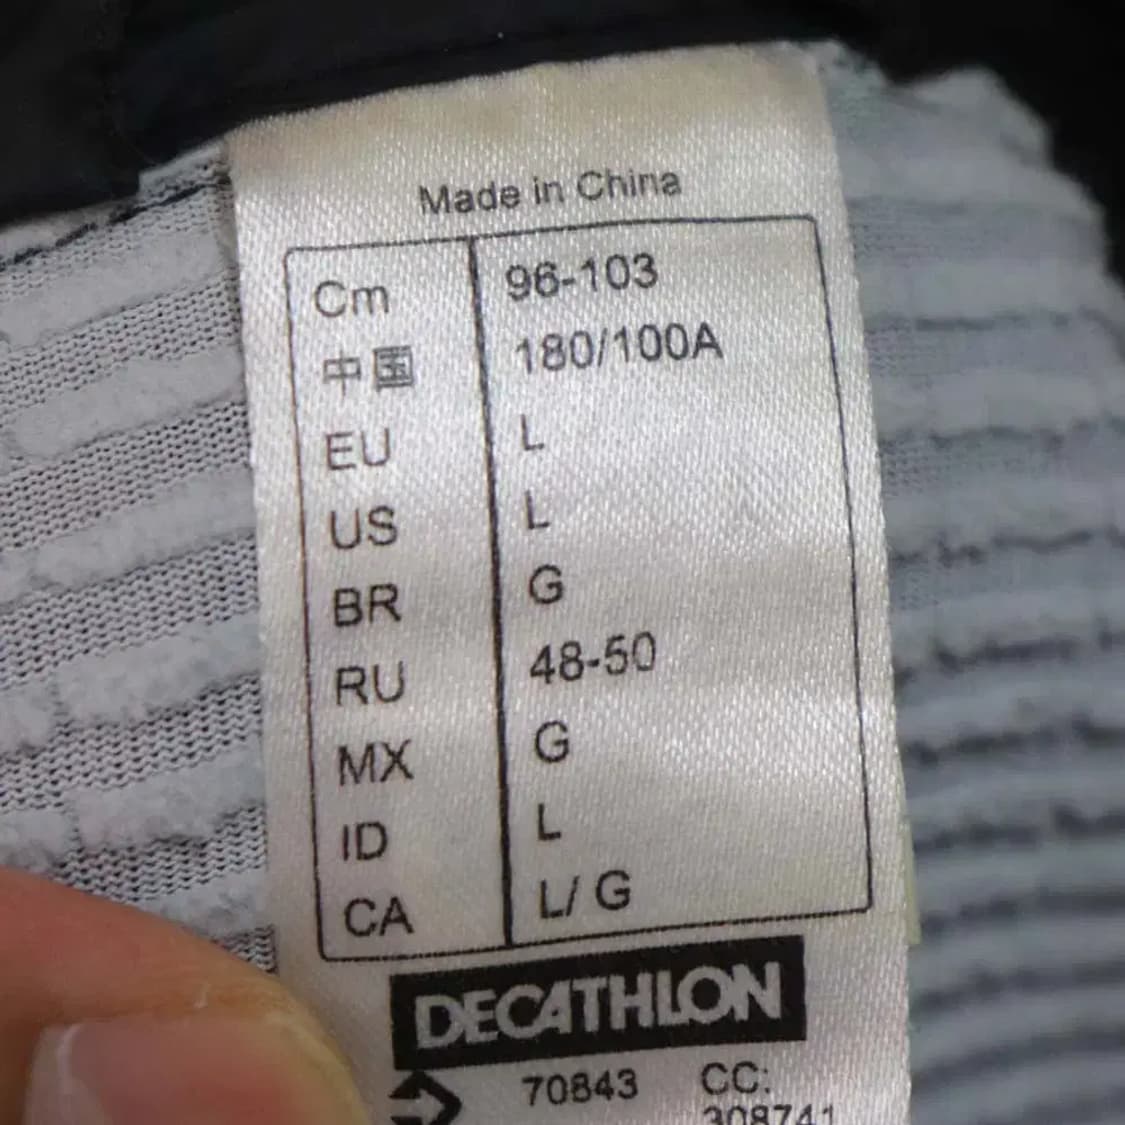 Made in China
Cm 96-103
中国 180/100A
EU L
US L
BR G
RU 48-50
MX G
ID L
CA L/ G
DECATHLON
70843 CC:
308741